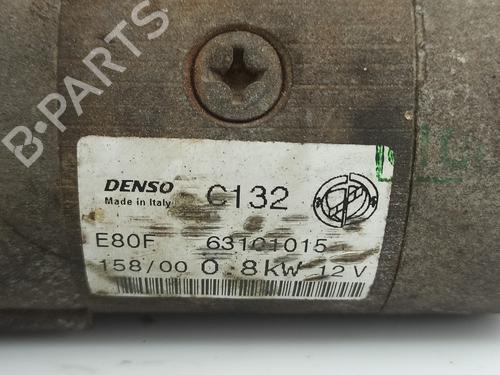 B-PARTS
DENSO C132
Made in Italy
E80F 63101015
158/00 0.8kW 12V